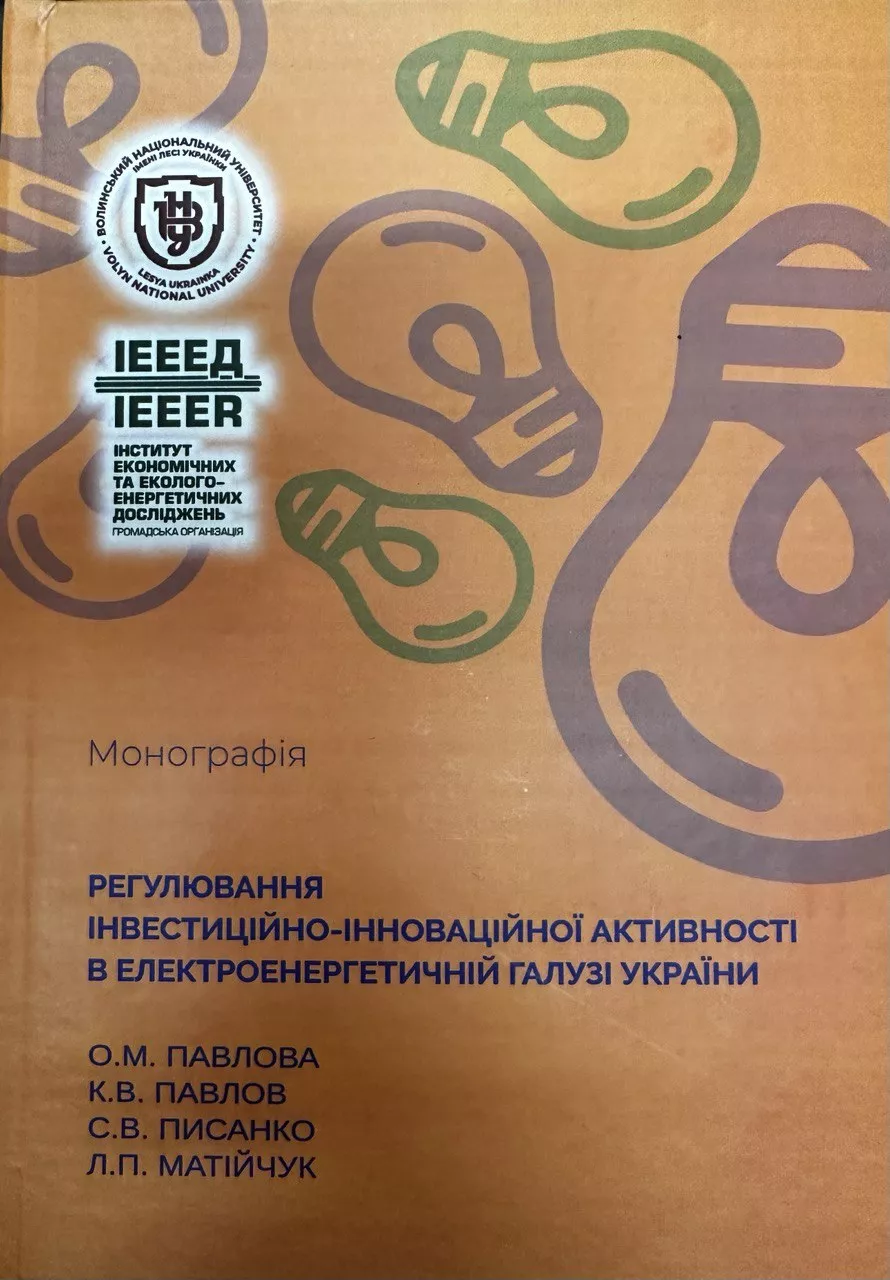 ВОЛИНСЬКИЙ НАЦІОНАЛЬНИЙ УНІВЕРСИТЕТ
ІМЕНІ ЛЕСІ УКРАЇНКИ
ВНУ
LESYA UKRAINKA
VOLYN NATIONAL UNIVERSITY
ІЕЕЕД
IEEER
ІНСТИТУТ
ЕКОНОМІЧНИХ
ТА ЕКОЛОГО-
ЕНЕРГЕТИЧНИХ
ДОСЛІДЖЕНЬ
ГРОМАДСЬКА ОРГАНІЗАЦІЯ
Монографія
РЕГУЛЮВАННЯ
ІНВЕСТИЦІЙНО-ІННОВАЦІЙНОЇ АКТИВНОСТІ
В ЕЛЕКТРОЕНЕРГЕТИЧНІЙ ГАЛУЗІ УКРАЇНИ
О.М. ПАВЛОВА
К.В. ПАВЛОВ
С.В. ПИСАНКО
Л.П. МАТІЙЧУК